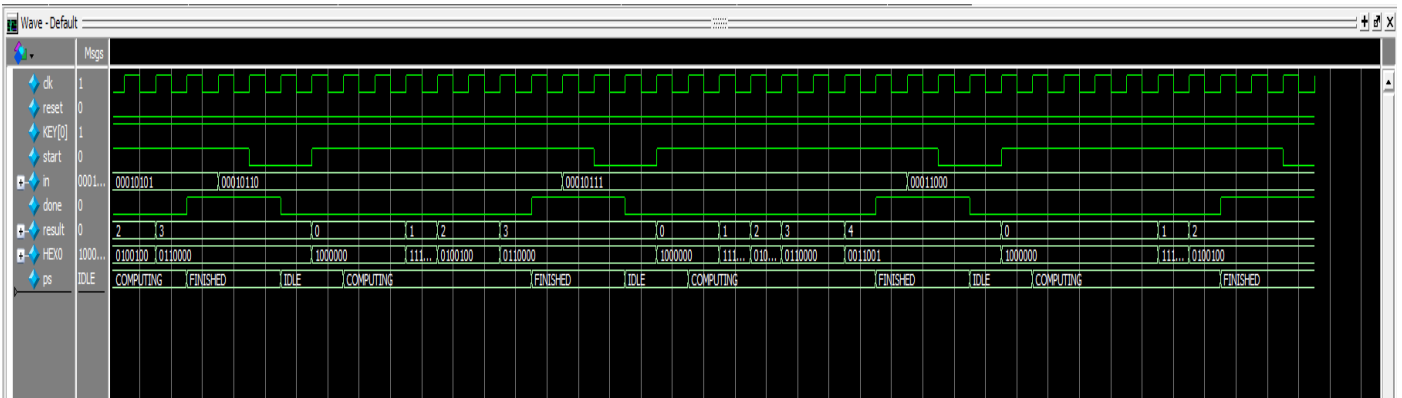 Wave - Default
Msgs
clk 1
reset 0
KEY[0] 1
start 0
in 0001... 00010101 00010110 00010111 00011000
done 0
result 0 2 3 0 1 2 3 0 1 2 3 4 0 1 2
HEX0 1000... 0100100 0110000 1000000 111... 0100100 0110000 1000000 111... 010... 0110000 0011001 1000000 111... 0100100
ps IDLE COMPUTING FINISHED IDLE COMPUTING FINISHED IDLE COMPUTING FINISHED IDLE COMPUTING FINISHED